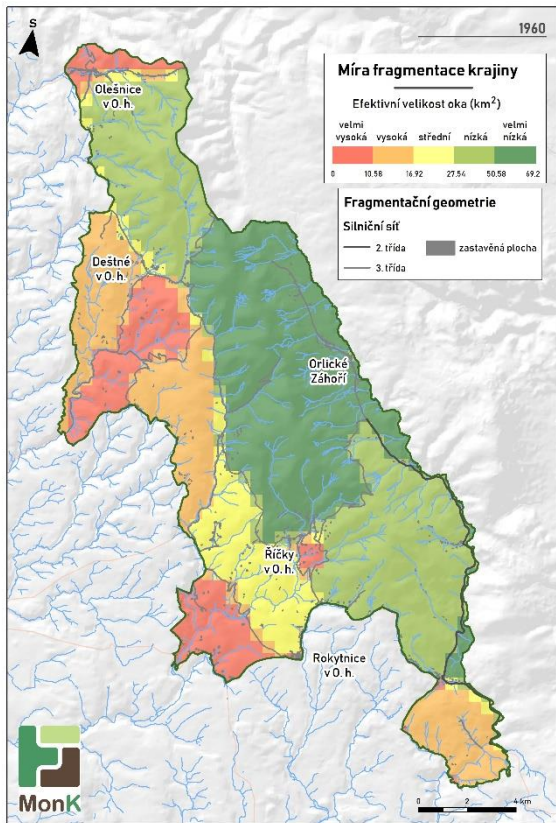 1960
S
Míra fragmentace krajiny
Efektivní velikost oka (km²)
velmi vysoká
vysoká
střední
nízká
velmi nízká
0 10.58 16.92 27.54 50.58 69.2
Fragmentační geometrie
Silniční síť
2. třída
zastavěná plocha
3. třída
Olešnice
v O. h.
Deštné
v O. h.
Orlické
Záhoří
Říčky
v O. h.
Rokytnice
v O. h.
MonK
0 2 4 km